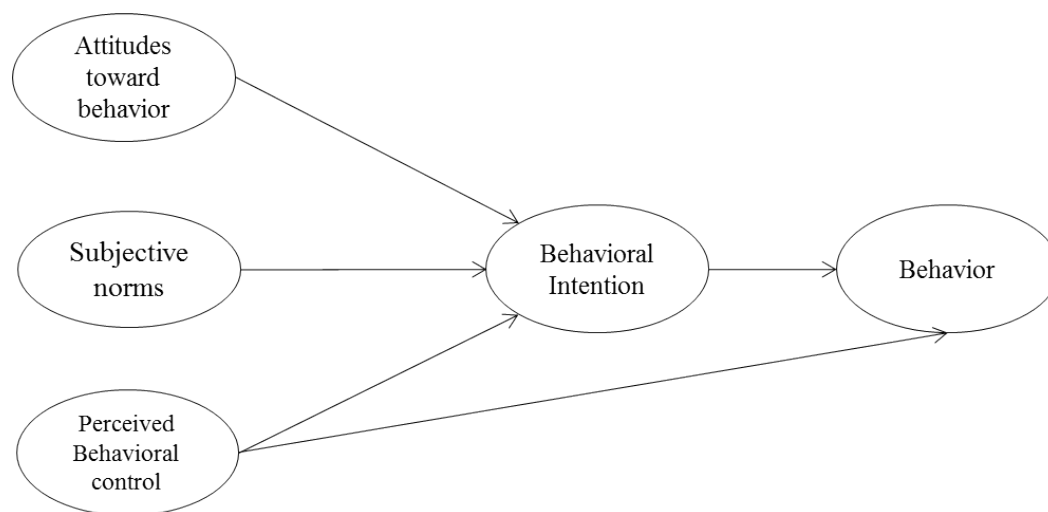 Attitudes
toward
behavior
Subjective
norms
Perceived
Behavioral
control
Behavioral
Intention
Behavior